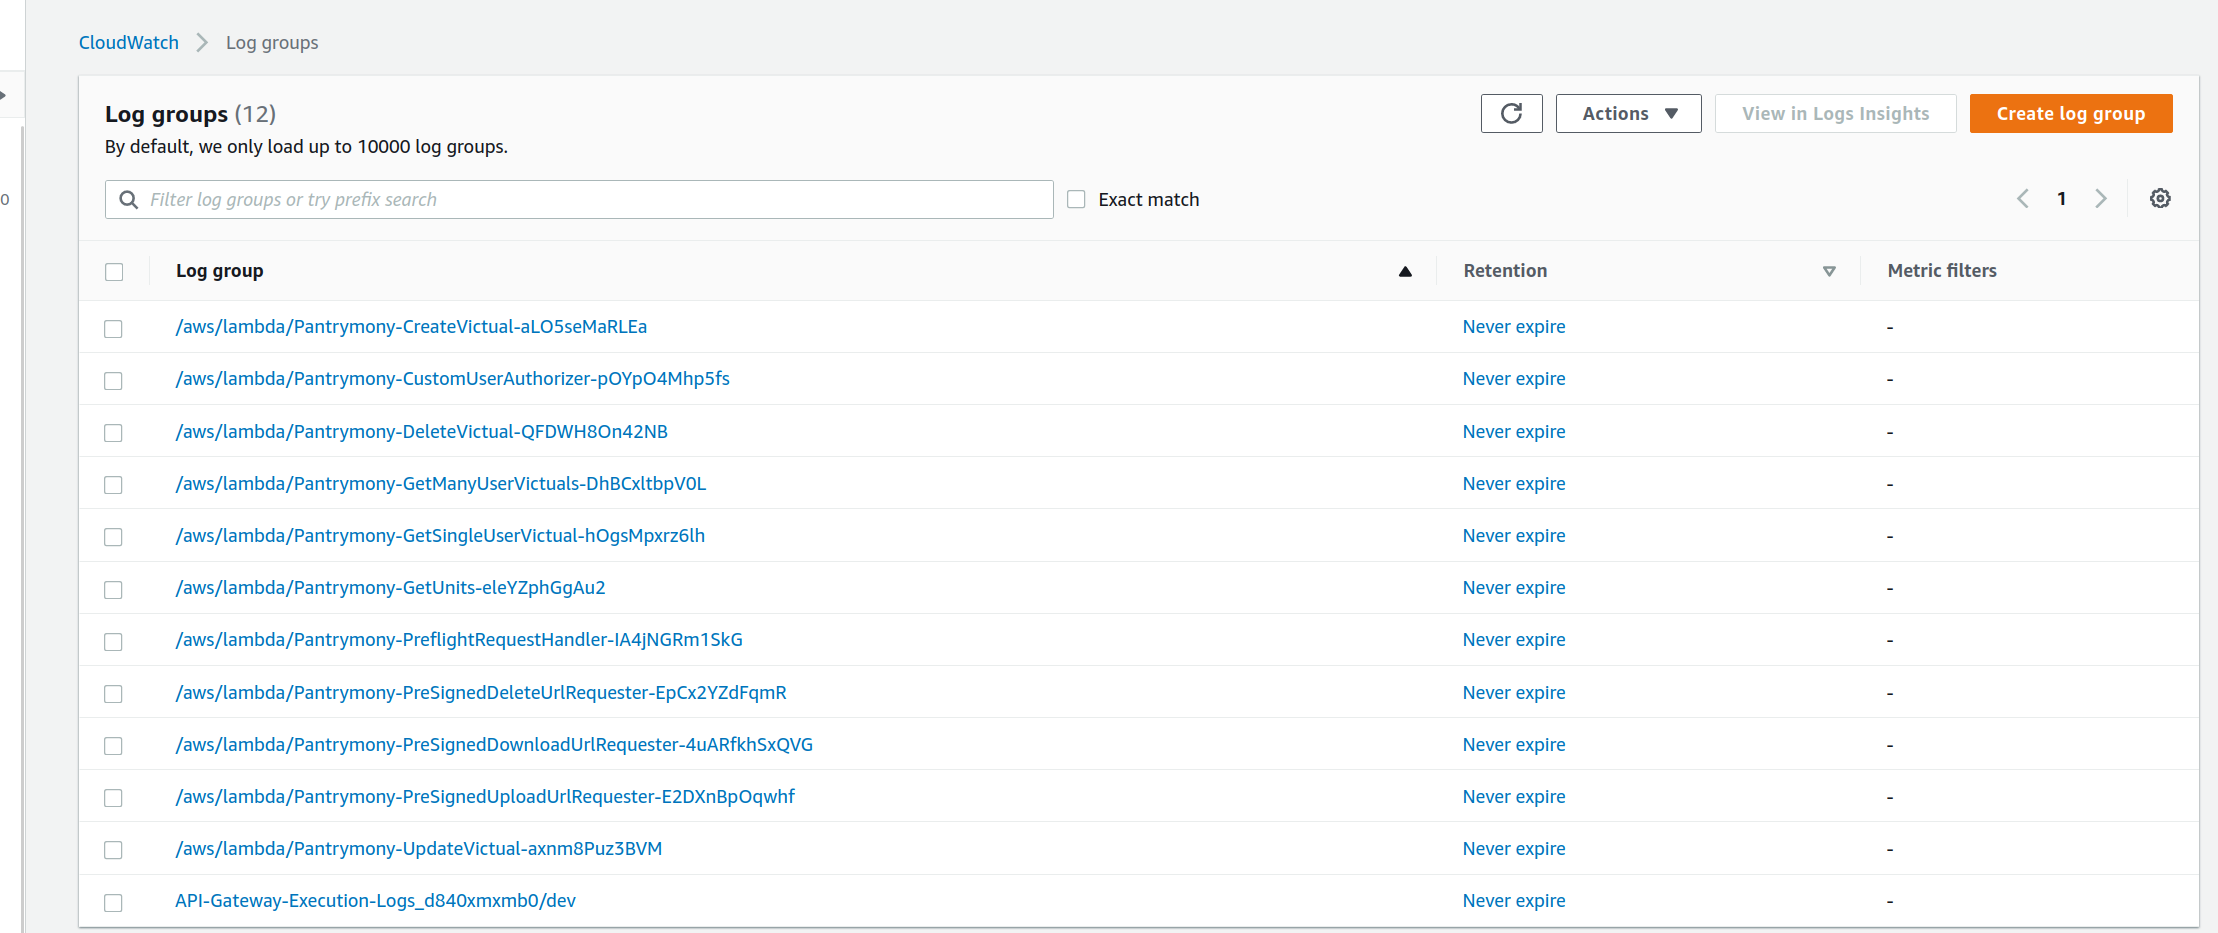 CloudWatch > Log groups
Log groups (12)
By default, we only load up to 10000 log groups.
Actions
View in Logs Insights
Create log group
0
Filter log groups or try prefix search
Exact match
1
Log group Retention Metric filters
/aws/lambda/Pantrymony-CreateVictual-aLO5seMaRLEa Never expire -
/aws/lambda/Pantrymony-CustomUserAuthorizer-pOYpO4Mhp5fs Never expire -
/aws/lambda/Pantrymony-DeleteVictual-QFDWH8On42NB Never expire -
/aws/lambda/Pantrymony-GetManyUserVictuals-DhBCxltbpV0L Never expire -
/aws/lambda/Pantrymony-GetSingleUserVictual-hOgsMpxrz6lh Never expire -
/aws/lambda/Pantrymony-GetUnits-eleYZphGgAu2 Never expire -
/aws/lambda/Pantrymony-PreflightRequestHandler-IA4jNGRm1SkG Never expire -
/aws/lambda/Pantrymony-PreSignedDeleteUrlRequester-EpCx2YZdFqmR Never expire -
/aws/lambda/Pantrymony-PreSignedDownloadUrlRequester-4uARfkhSxQVG Never expire -
/aws/lambda/Pantrymony-PreSignedUploadUrlRequester-E2DXnBpOqwhf Never expire -
/aws/lambda/Pantrymony-UpdateVictual-axnm8Puz3BVM Never expire -
API-Gateway-Execution-Logs_d840xmxmb0/dev Never expire -